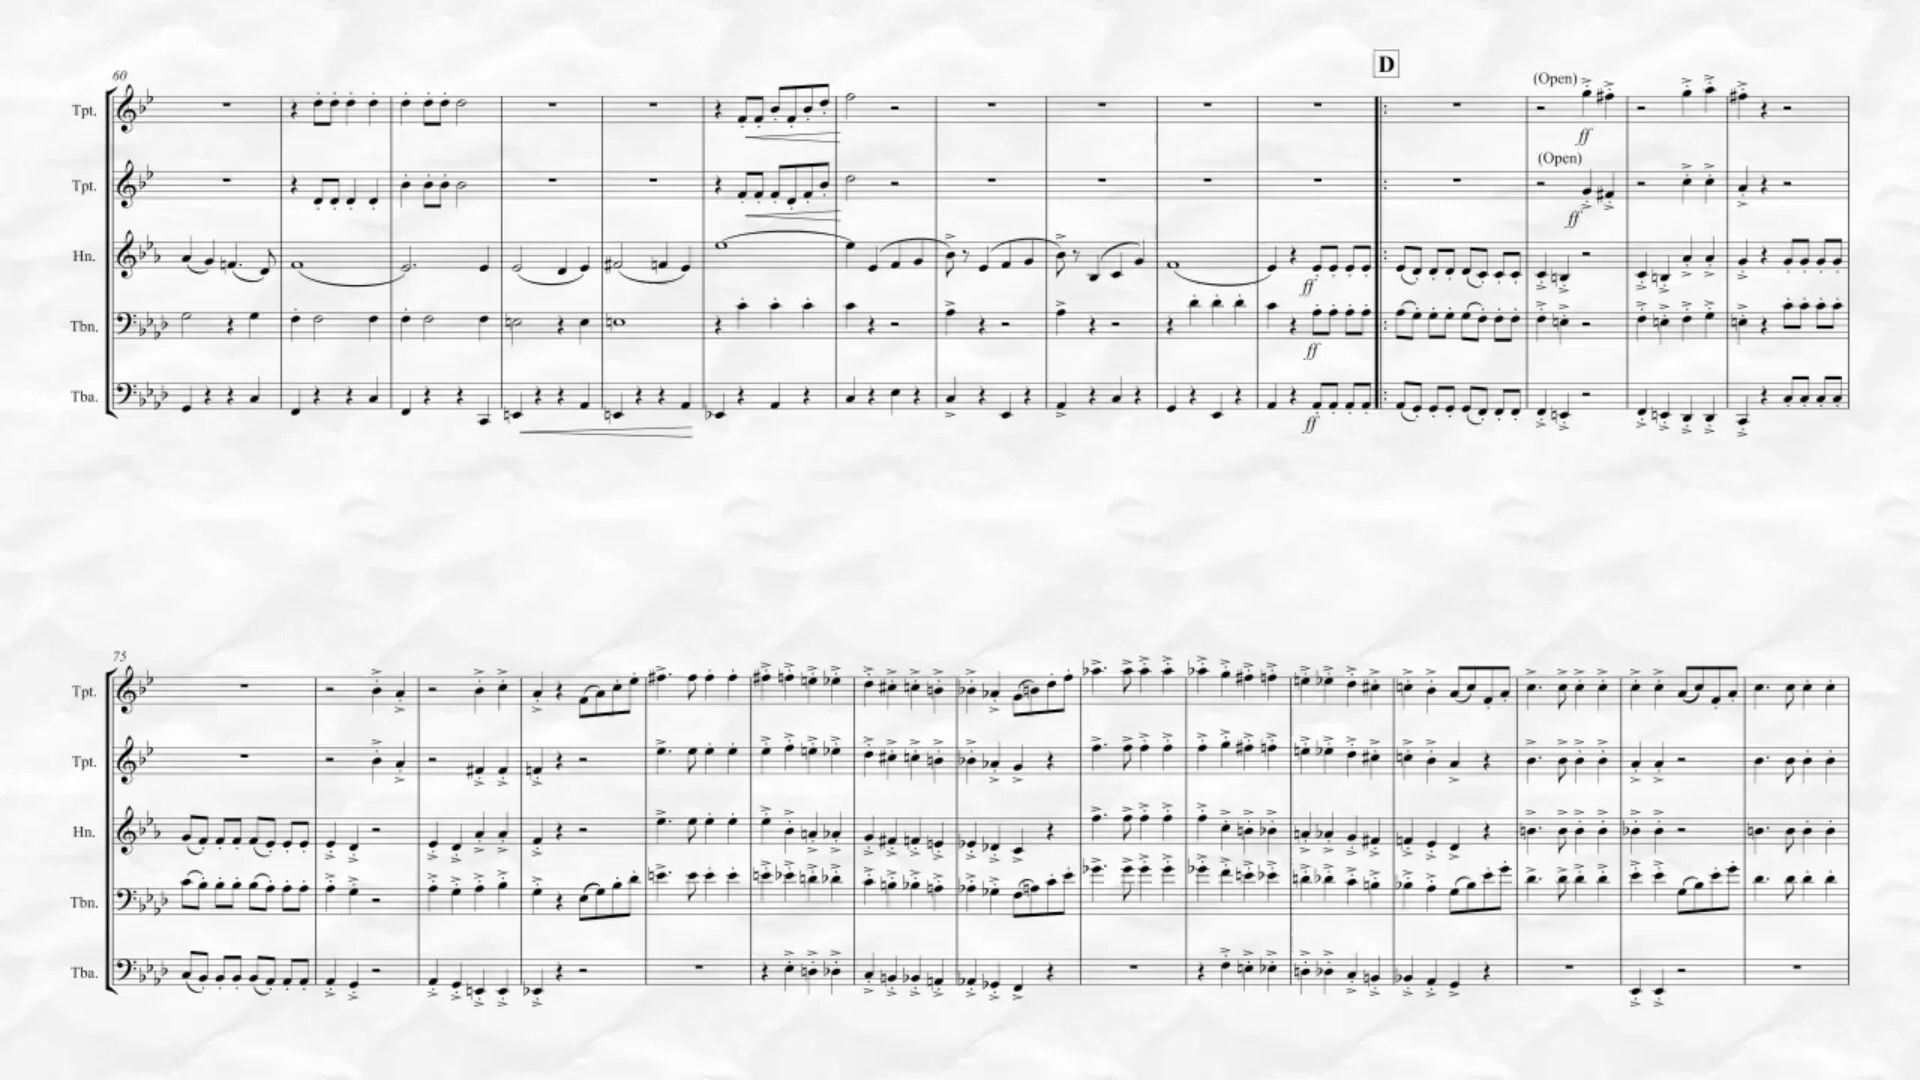 60
D
Tpt.
(Open)
ff
Tpt.
(Open)
ff
Hn.
ff
Tbn.
ff
Tba.
ff
75
Tpt.
Tpt.
Hn.
Tbn.
Tba.